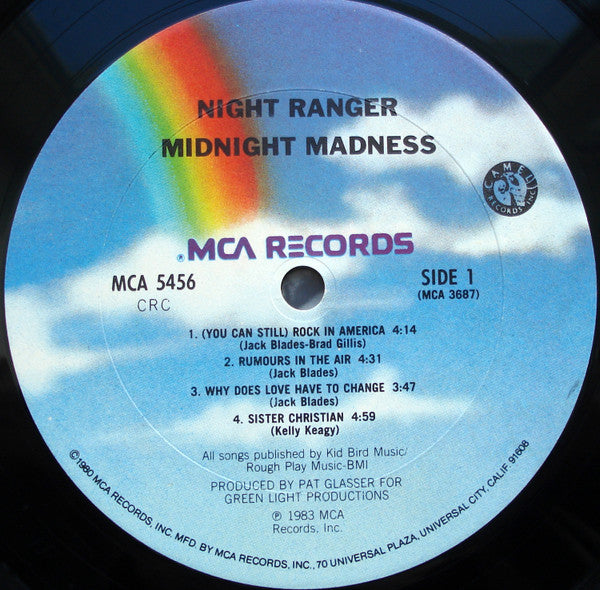 NIGHT RANGER
MIDNIGHT MADNESS
CAMEL
RECORDS, INC.
®MCA RECORDS
MCA 5456
CRC
SIDE 1
(MCA 3687)
1. (YOU CAN STILL) ROCK IN AMERICA 4:14
(Jack Blades-Brad Gillis)
2. RUMOURS IN THE AIR 4:31
(Jack Blades)
3. WHY DOES LOVE HAVE TO CHANGE 3:47
(Jack Blades)
4. SISTER CHRISTIAN 4:59
(Kelly Keagy)
All songs published by Kid Bird Music/
Rough Play Music-BMI
PRODUCED BY PAT GLASSER FOR
GREEN LIGHT PRODUCTIONS
℗ 1983 MCA
Records, Inc.
©1980 MCA RECORDS, INC. MFD. BY MCA RECORDS, INC., 70 UNIVERSAL PLAZA, UNIVERSAL CITY, CALIF. 91608